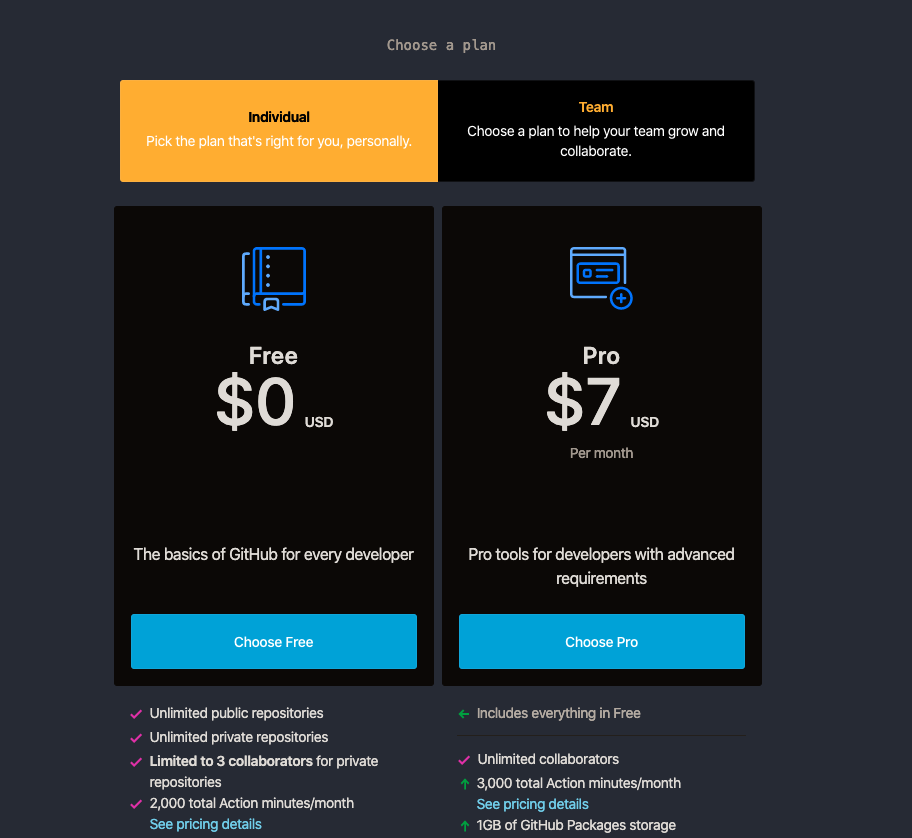 Choose a plan
Individual
Pick the plan that's right for you, personally.
Team
Choose a plan to help your team grow and
collaborate.
Free
$0 USD
The basics of GitHub for every developer
Choose Free
Unlimited public repositories
Unlimited private repositories
Limited to 3 collaborators for private
repositories
2,000 total Action minutes/month
See pricing details
Pro
$7 USD
Per month
Pro tools for developers with advanced
requirements
Choose Pro
Includes everything in Free
Unlimited collaborators
3,000 total Action minutes/month
See pricing details
1GB of GitHub Packages storage